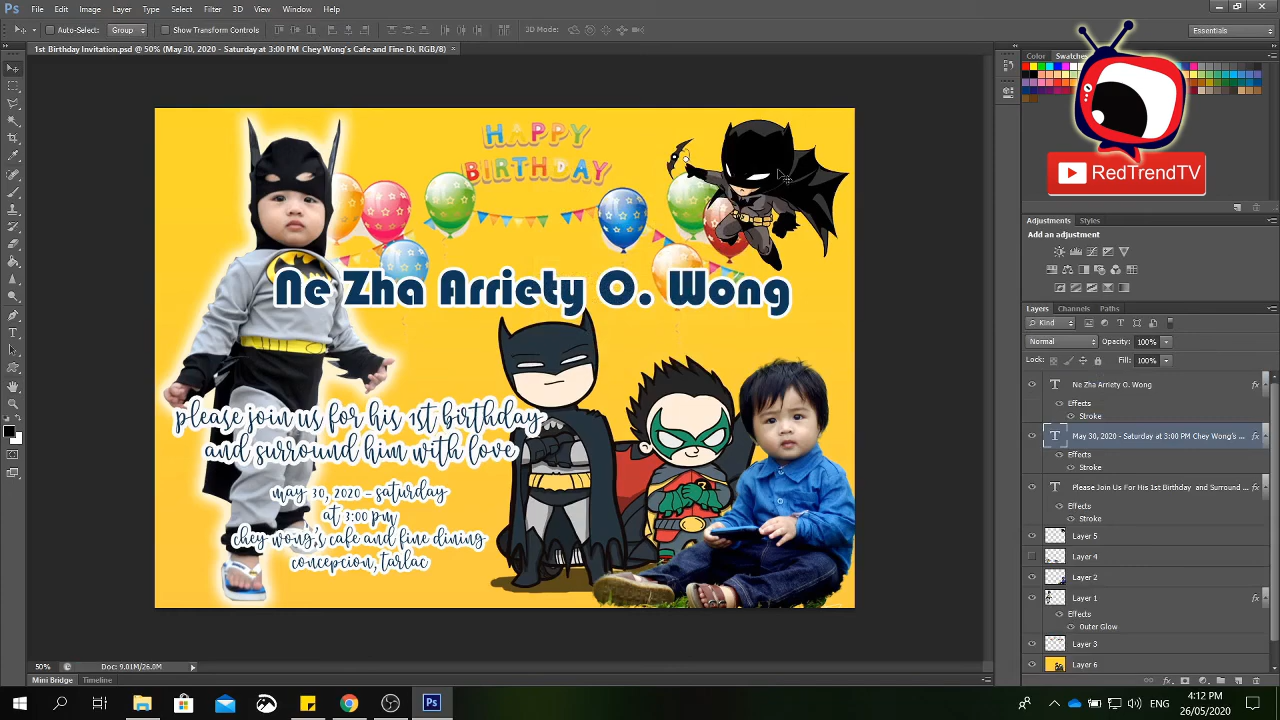 Ps File Edit Image Layer Type Select Filter 3D View Window Help
Auto-Select: Group Show Transform Controls 3D Mode: Essentials
1st Birthday Invitation.psd @ 50% (May 30, 2020 - Saturday at 3:00 PM Chey Wong's Cafe and Fine Di, RGB/8)
Color Swatches
RedTrendTV
HAPPY
BIRTHDAY
Ne Zha Arriety O. Wong
please join us for his 1st birthday
and surround him with love
may 30, 2020 - saturday
at 3:00 pm
chey wong's cafe and fine dining
concepcion, tarlac
Adjustments Styles
Add an adjustment
Layers Channels Paths
Kind
Normal Opacity: 100%
Lock: Fill: 100%
Ne Zha Arriety O. Wong fx
Effects
Stroke
May 30, 2020 - Saturday at 3:00 PM Chey Wong's ... fx
Effects
Stroke
Please Join Us For His 1st Birthday and Surround ... fx
Effects
Stroke
Layer 5
Layer 4
Layer 2
Layer 1 fx
Effects
Outer Glow
Layer 3
Layer 6
50% Doc: 9.01M/26.0M
Mini Bridge Timeline
Ps
4:12 PM
ENG 26/05/2020